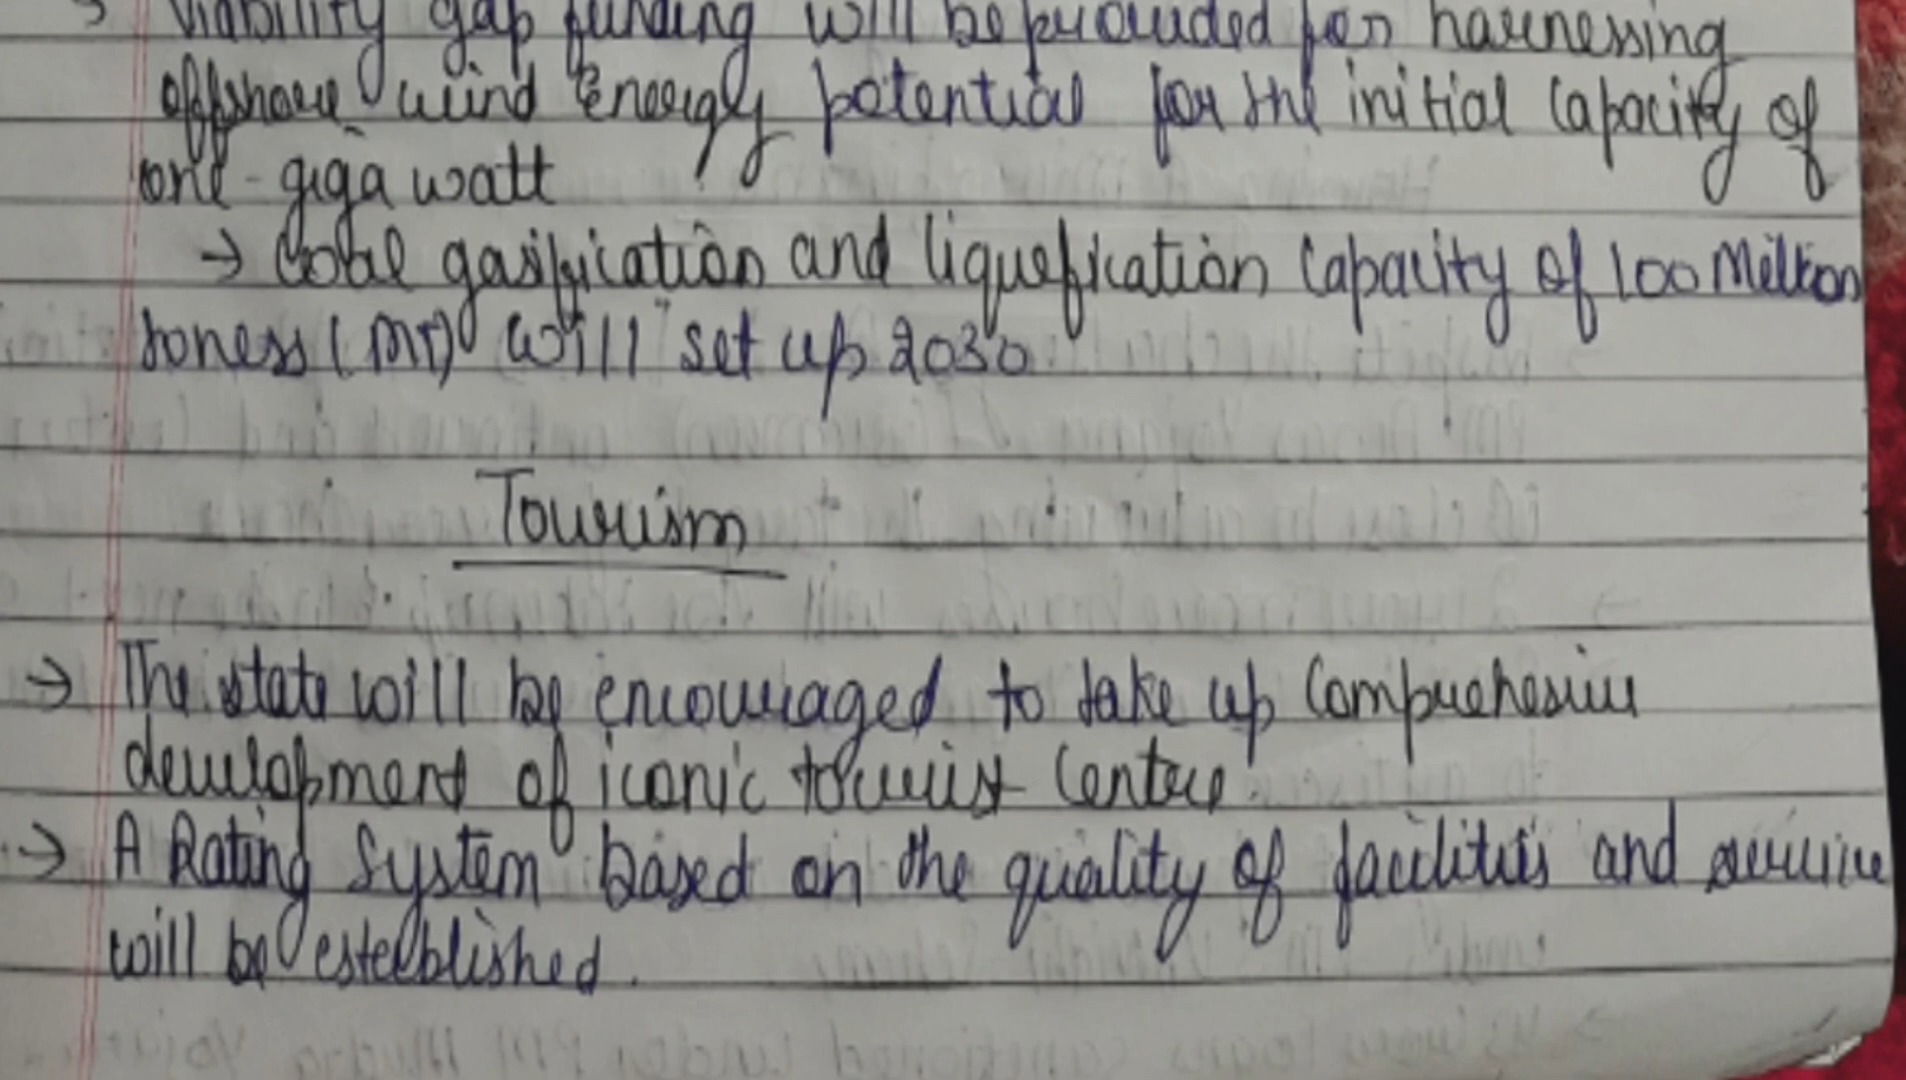 → Viability gap funding will be provided for harnessing
offshore wind Energy potential for the initial Capacity of
one-giga watt
→ Coal gasification and liquefication Capacity of 100 Million
toness (MT) will set up 2030.
Tourism
→ The state will be encouraged to take up Comprehesive
development of iconic tourist Centre.
→ A Rating System based on the quality of facilities and service
will be esteblished.